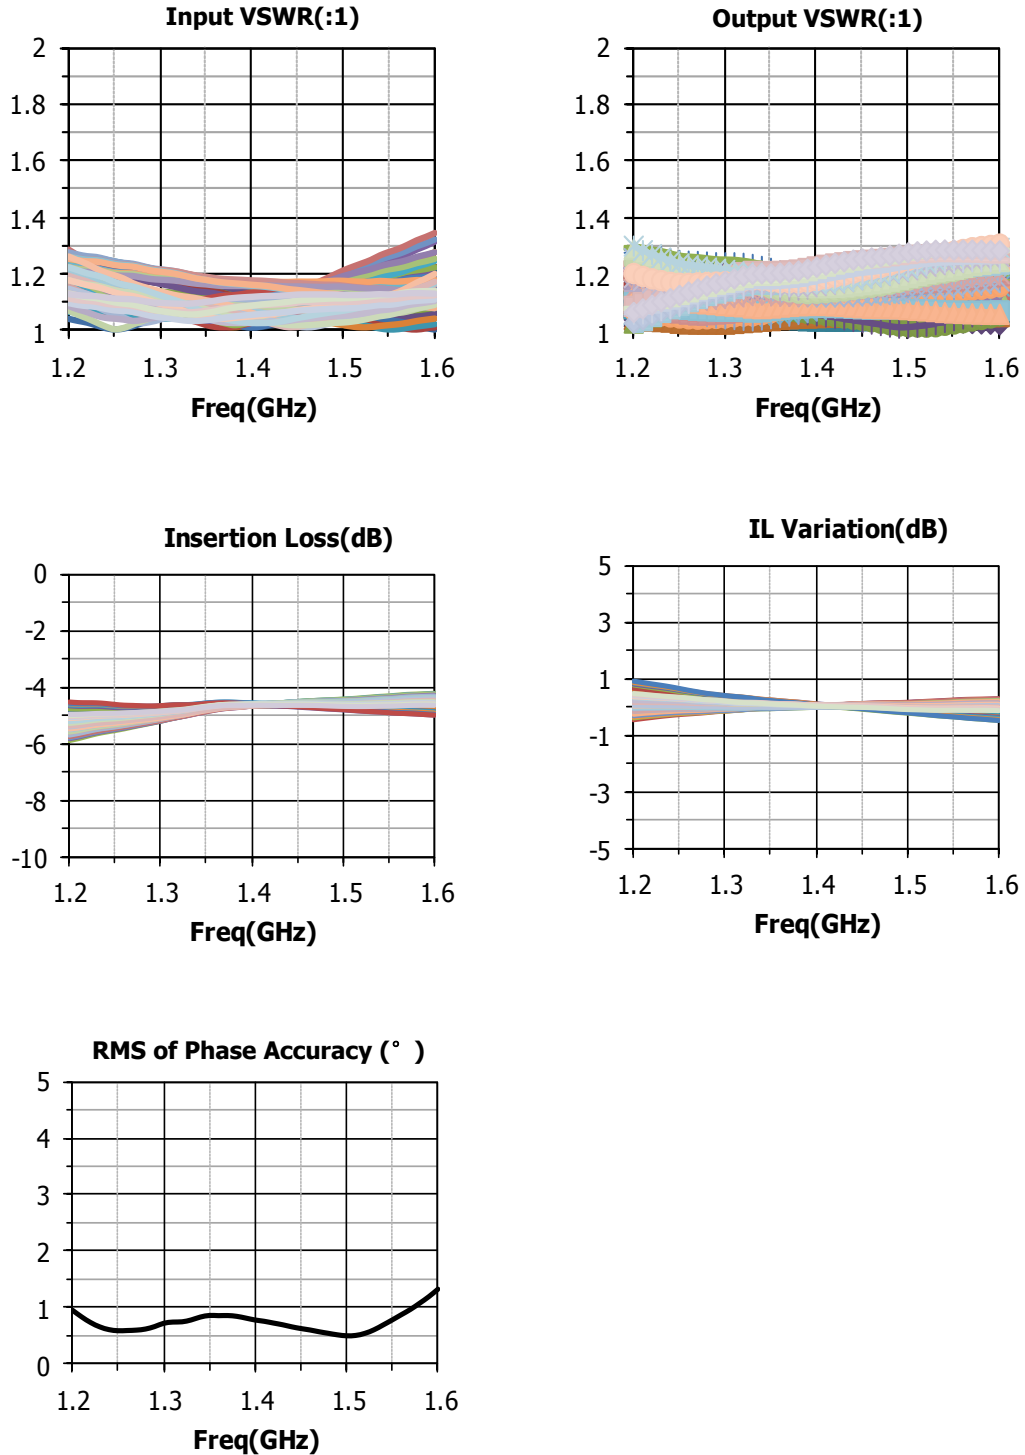 Input VSWR(:1)
2
1.8
1.6
1.4
1.2
1
1.2 1.3 1.4 1.5 1.6
Freq(GHz)
Output VSWR(:1)
2
1.8
1.6
1.4
1.2
1
1.2 1.3 1.4 1.5 1.6
Freq(GHz)
Insertion Loss(dB)
0
-2
-4
-6
-8
-10
1.2 1.3 1.4 1.5 1.6
Freq(GHz)
IL Variation(dB)
5
3
1
-1
-3
-5
1.2 1.3 1.4 1.5 1.6
Freq(GHz)
RMS of Phase Accuracy (° )
5
4
3
2
1
0
1.2 1.3 1.4 1.5 1.6
Freq(GHz)